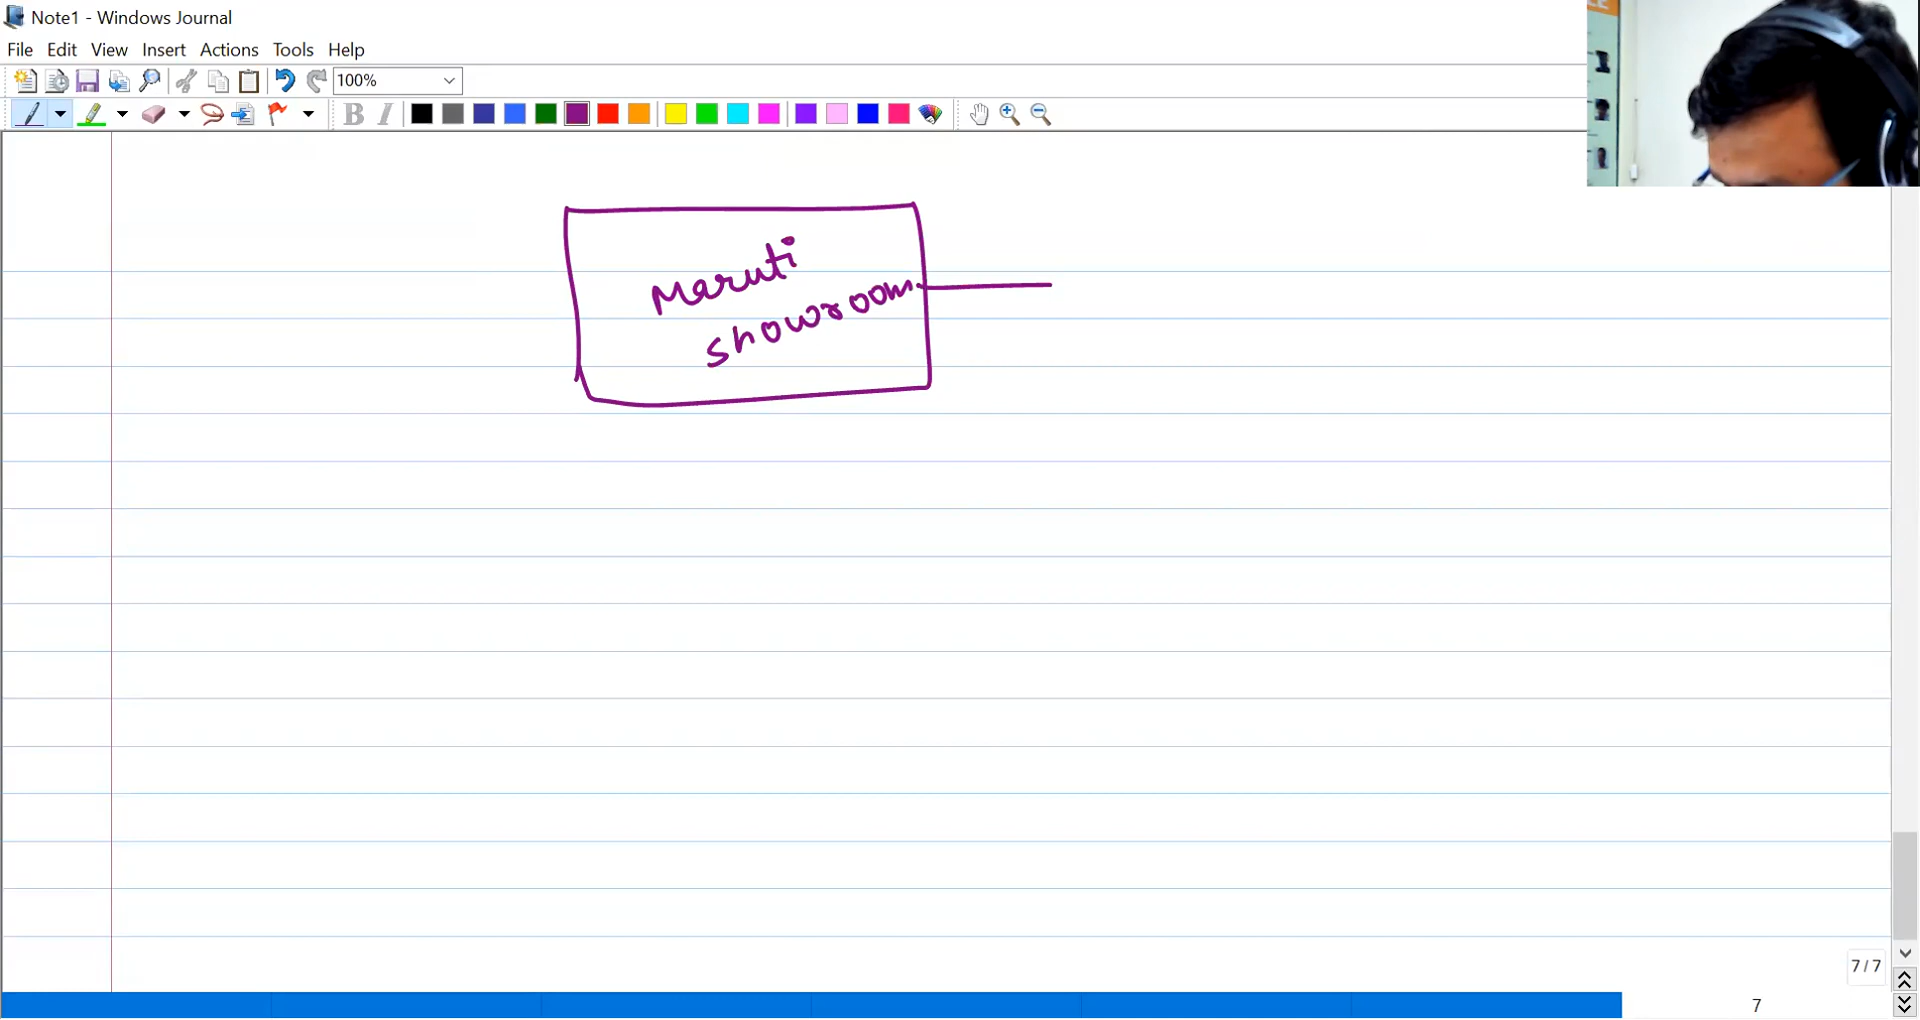 Note1 - Windows Journal
File Edit View Insert Actions Tools Help
100%
B I
Maruti
showroom
7 / 7
7